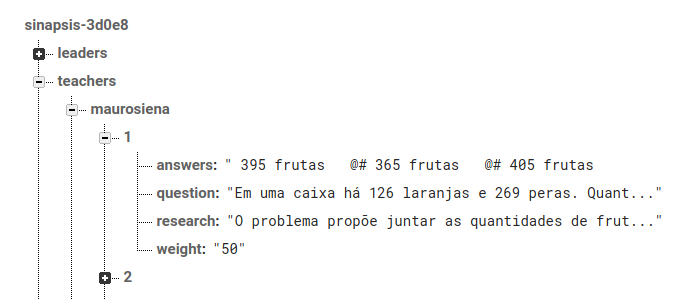 sinapsis-3d0e8
leaders
teachers
maurosiena
1
answers: " 395 frutas   @# 365 frutas   @# 405 frutas
question: "Em uma caixa há 126 laranjas e 269 peras. Quant..."
research: "O problema propõe juntar as quantidades de frut..."
weight: "50"
2